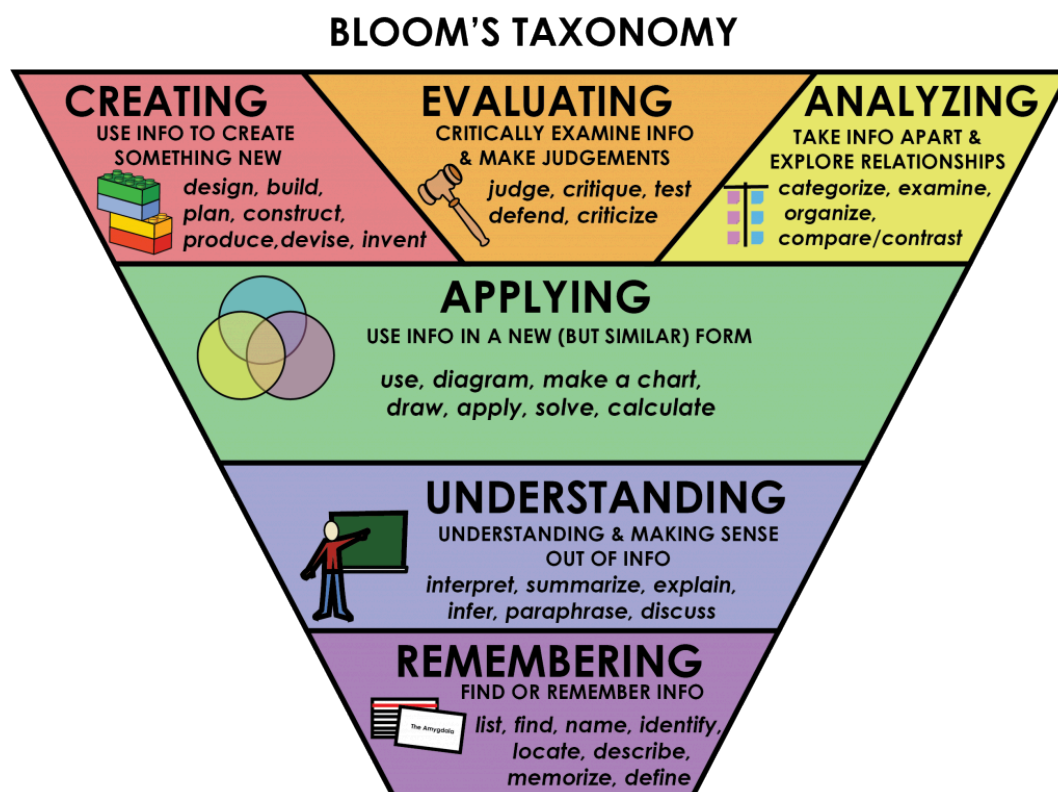 BLOOM'S TAXONOMY
CREATING
USE INFO TO CREATE
SOMETHING NEW
design, build,
plan, construct,
produce,devise, invent
EVALUATING
CRITICALLY EXAMINE INFO
& MAKE JUDGEMENTS
judge, critique, test
defend, criticize
ANALYZING
TAKE INFO APART &
EXPLORE RELATIONSHIPS
categorize, examine,
organize,
compare/contrast
APPLYING
USE INFO IN A NEW (BUT SIMILAR) FORM
use, diagram, make a chart,
draw, apply, solve, calculate
UNDERSTANDING
UNDERSTANDING & MAKING SENSE
OUT OF INFO
interpret, summarize, explain,
infer, paraphrase, discuss
REMEMBERING
FIND OR REMEMBER INFO
The Amygdala
list, find, name, identify,
locate, describe,
memorize, define